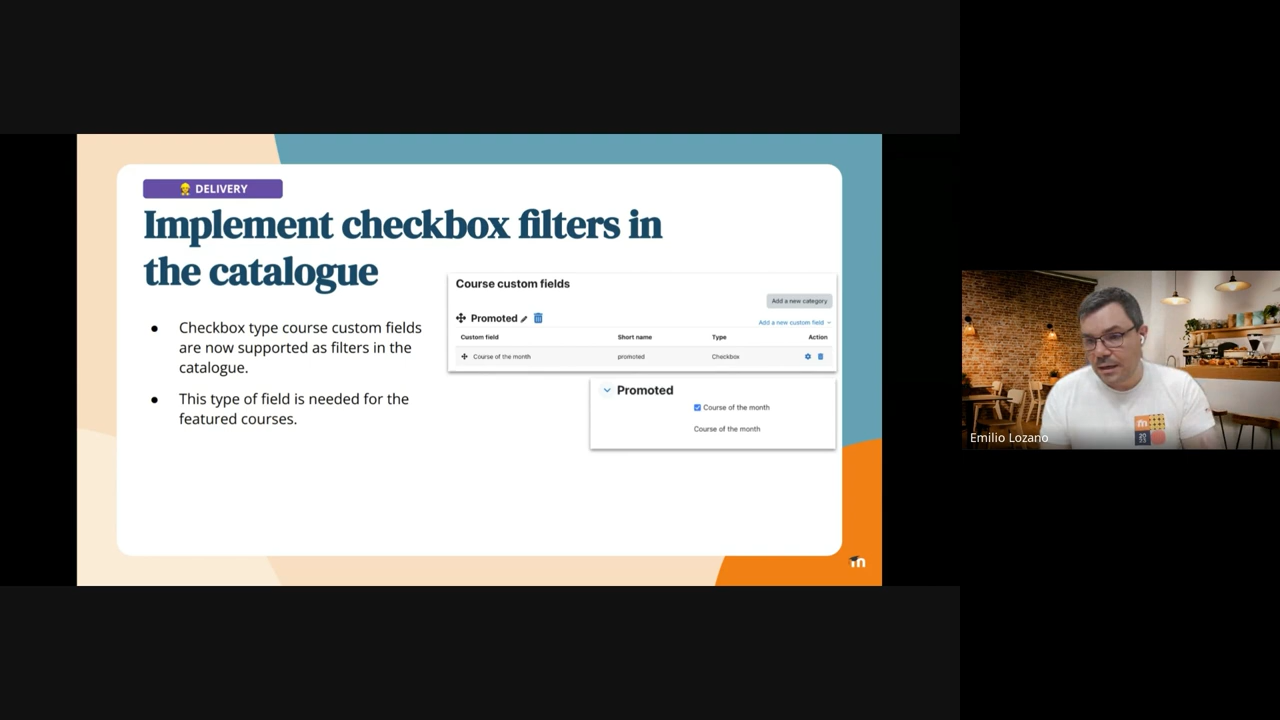 DELIVERY
Implement checkbox filters in
the catalogue
Checkbox type course custom fields
are now supported as filters in the
catalogue.
This type of field is needed for the
featured courses.
Course custom fields
Add a new category
Promoted
Add a new custom field
Custom field Short name Type Action
Course of the month promoted Checkbox
Promoted
Course of the month
Course of the month
m
Emilio Lozano